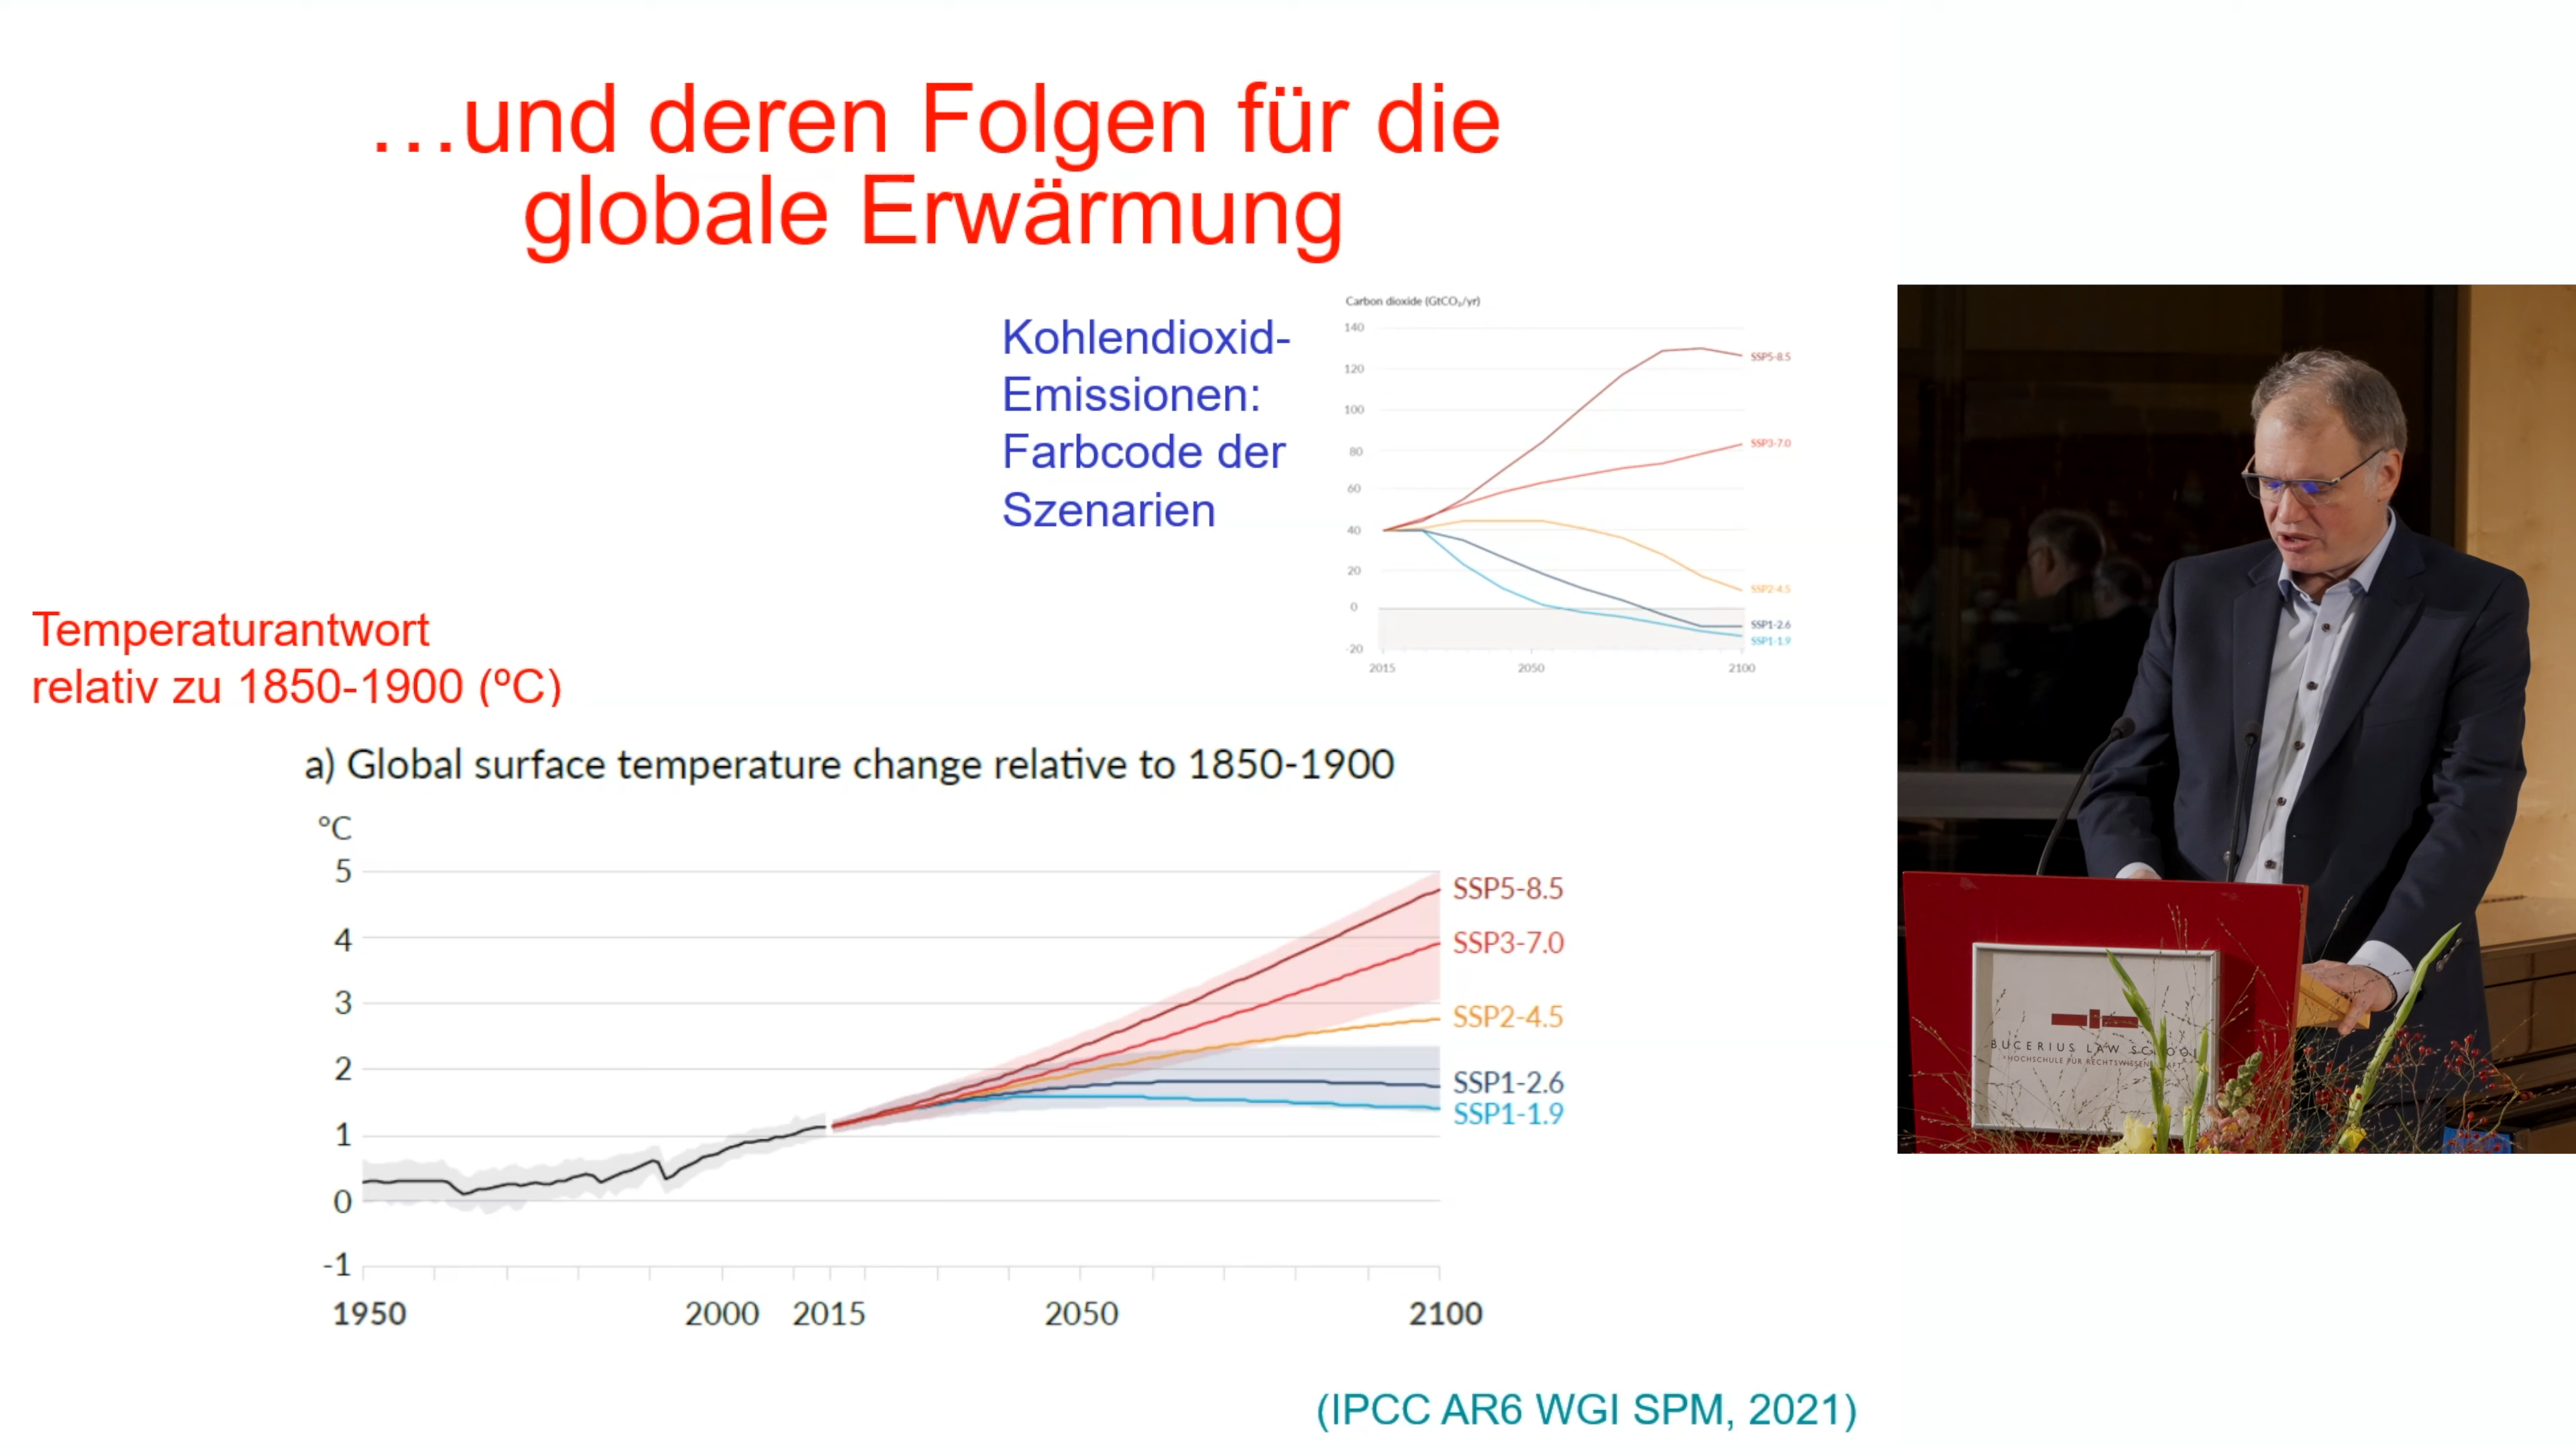 …und deren Folgen für die
globale Erwärmung
Kohlendioxid-
Emissionen:
Farbcode der
Szenarien
Carbon dioxide (GtCO₂/yr)
140
120
100
80
60
40
20
0
-20
2015
2050
2100
SSP5-8.5
SSP3-7.0
SSP2-4.5
SSP1-2.6
SSP1-1.9
Temperaturantwort
relativ zu 1850-1900 (ºC)
a) Global surface temperature change relative to 1850-1900
°C
5
4
3
2
1
0
-1
1950
2000
2015
2050
2100
SSP5-8.5
SSP3-7.0
SSP2-4.5
SSP1-2.6
SSP1-1.9
(IPCC AR6 WGI SPM, 2021)
BUCERIUS LAW SCHOOL
HOCHSCHULE FÜR